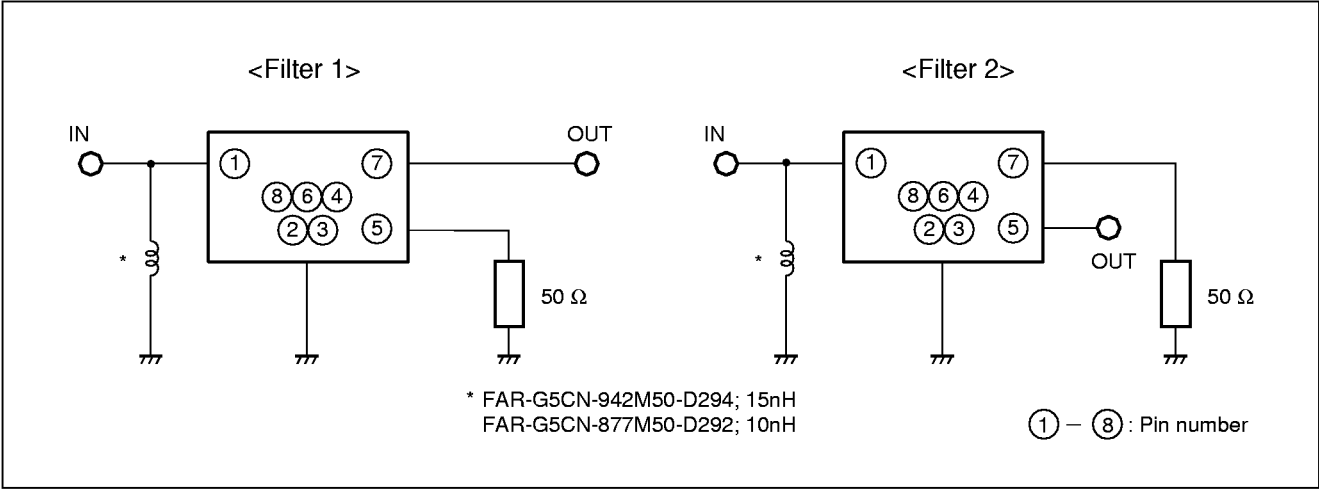 <Filter 1>
<Filter 2>
IN
OUT
1
7
8 6 4
2 3
5
*
50 Ω
IN
1
7
8 6 4
2 3
5
OUT
*
50 Ω
* FAR-G5CN-942M50-D294; 15nH
FAR-G5CN-877M50-D292; 10nH
1 – 8 : Pin number